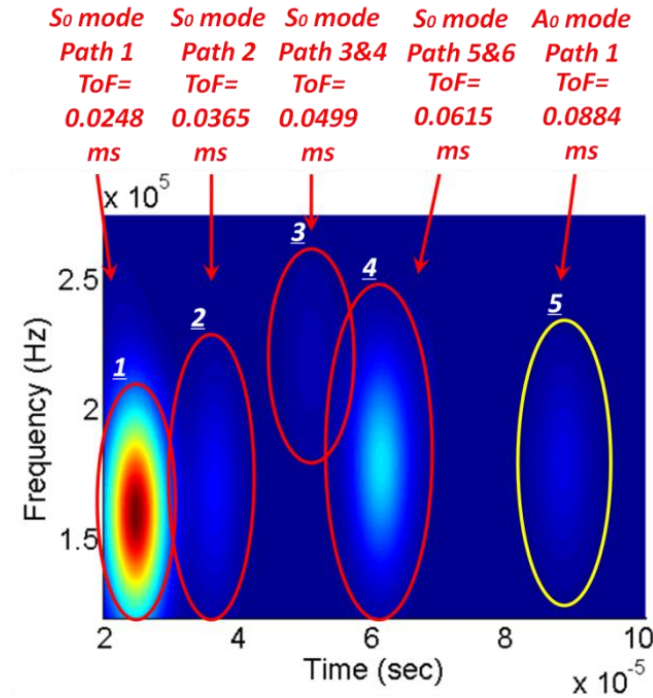 S₀ mode
Path 1
ToF=
0.0248
ms
S₀ mode
Path 2
ToF=
0.0365
ms
S₀ mode
Path 3&4
ToF=
0.0499
ms
S₀ mode
Path 5&6
ToF=
0.0615
ms
A₀ mode
Path 1
ToF=
0.0884
ms
x 10⁵
3
4
5
2
1
2.5
2
1.5
Frequency (Hz)
2 4 6 8 10
Time (sec)
x 10⁻⁵